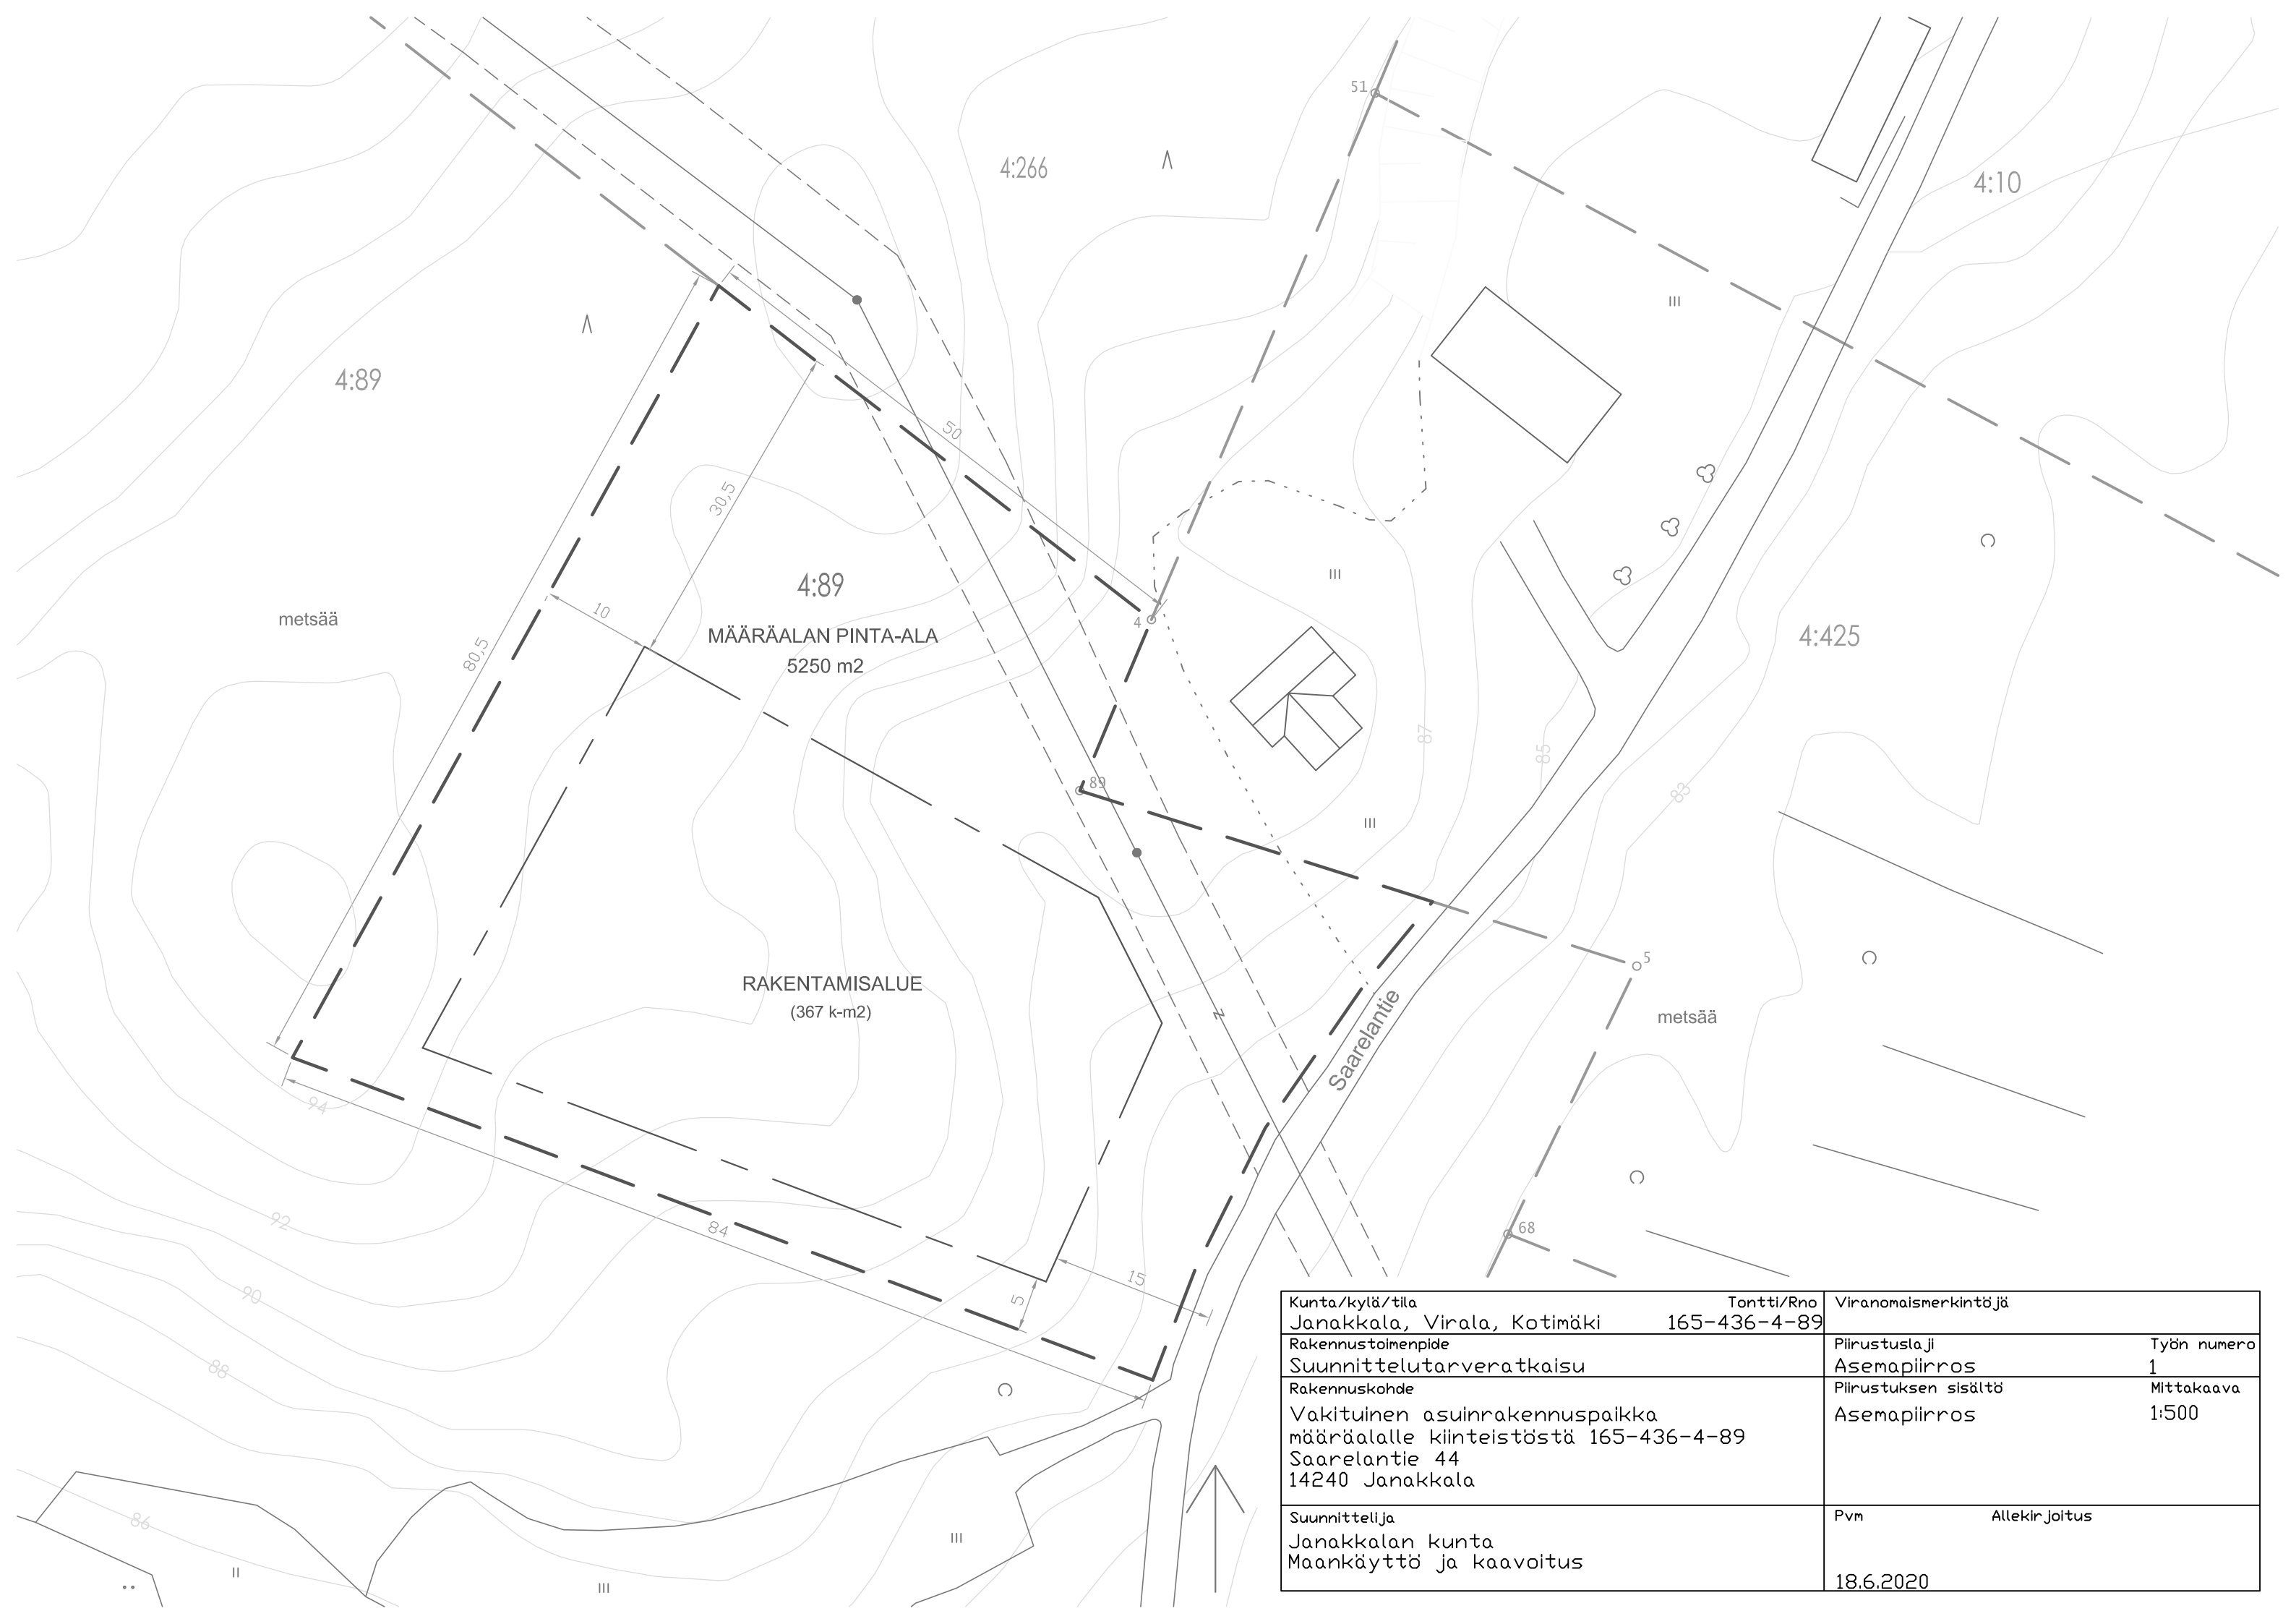 51
4:266
4:10
4:89
50
30,5
4:89
10
metsää
MÄÄRÄALAN PINTA-ALA
5250 m2
4
4:425
80,5
87
85
83
89
5
RAKENTAMISALUE
(367 k-m2)
Z
Saarelantie
metsää
94
92
84
68
90
15
5
88
86
Kunta/kylä/tila Tontti/Rno
Janakkala, Virala, Kotimäki 165-436-4-89
Viranomaismerkintöjä
Rakennustoimenpide
Suunnittelutarveratkaisu
Piirustuslaji Työn numero
Asemapiirros 1
Rakennuskohde
Vakituinen asuinrakennuspaikka
määräalalle kiinteistöstä 165-436-4-89
Saarelantie 44
14240 Janakkala
Piirustuksen sisältö Mittakaava
Asemapiirros 1:500
Suunnittelija
Janakkalan kunta
Maankäyttö ja kaavoitus
Pvm Allekirjoitus
18.6.2020